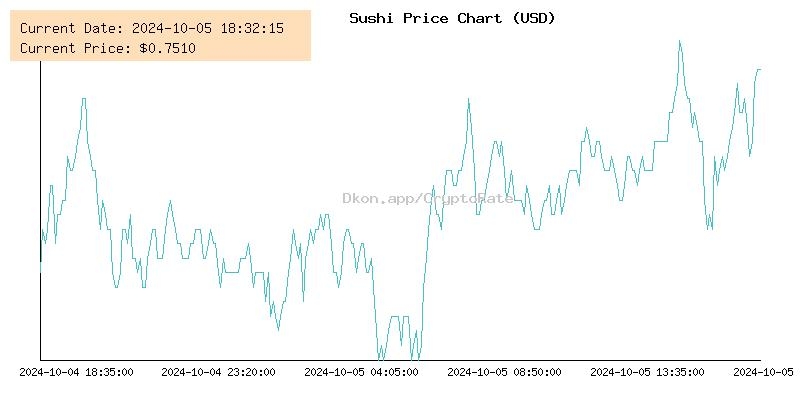 Sushi Price Chart (USD)
Current Date: 2024-10-05 18:32:15
Current Price: $0.7510
Dkon.app/CryptoRate
2024-10-04 18:35:00 2024-10-04 23:20:00 2024-10-05 04:05:00 2024-10-05 08:50:00 2024-10-05 13:35:00 2024-10-05